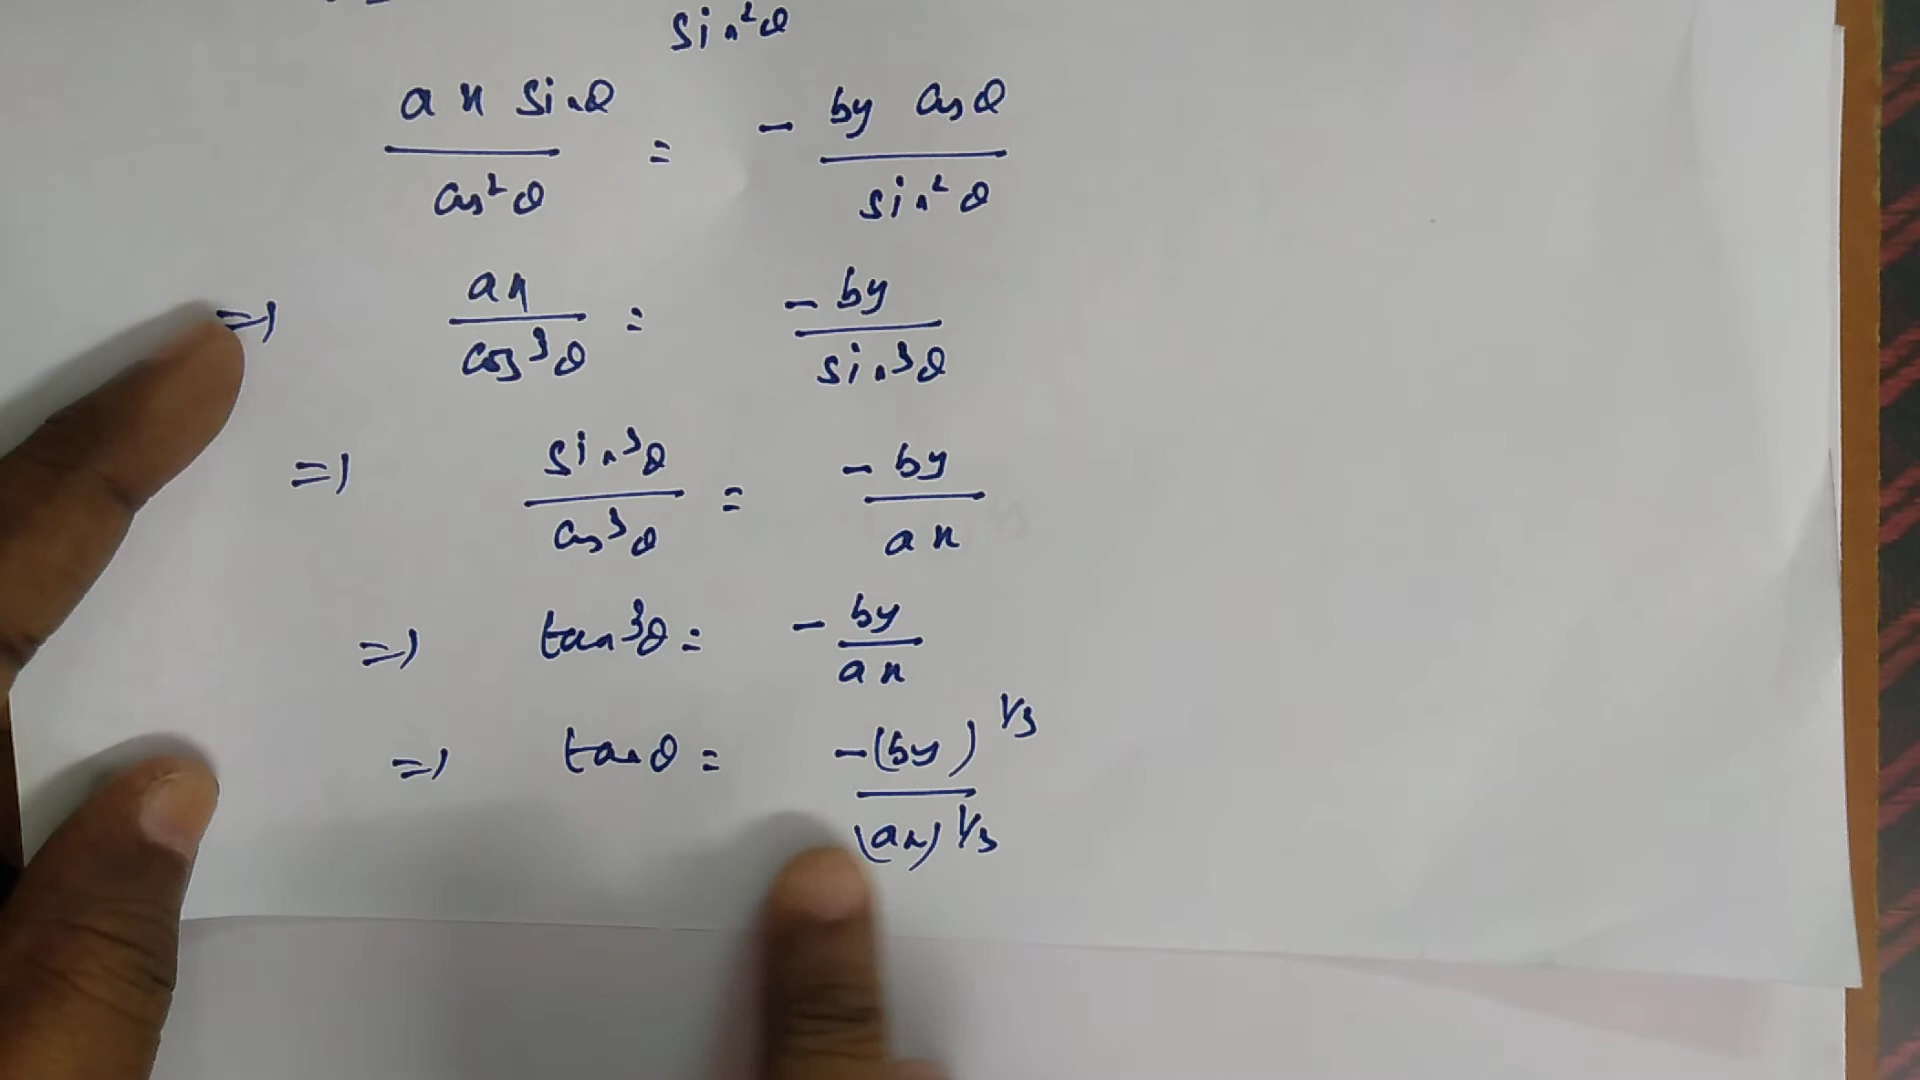 sin²θ
ax sinθ / cos²θ = - by cosθ / sin²θ
=) ax / cos³θ = - by / sin³θ
=) sin³θ / cos³θ = - by / ax
=) tan³θ = - by / ax
=) tanθ = -(by)^1/3 / (ax)^1/3